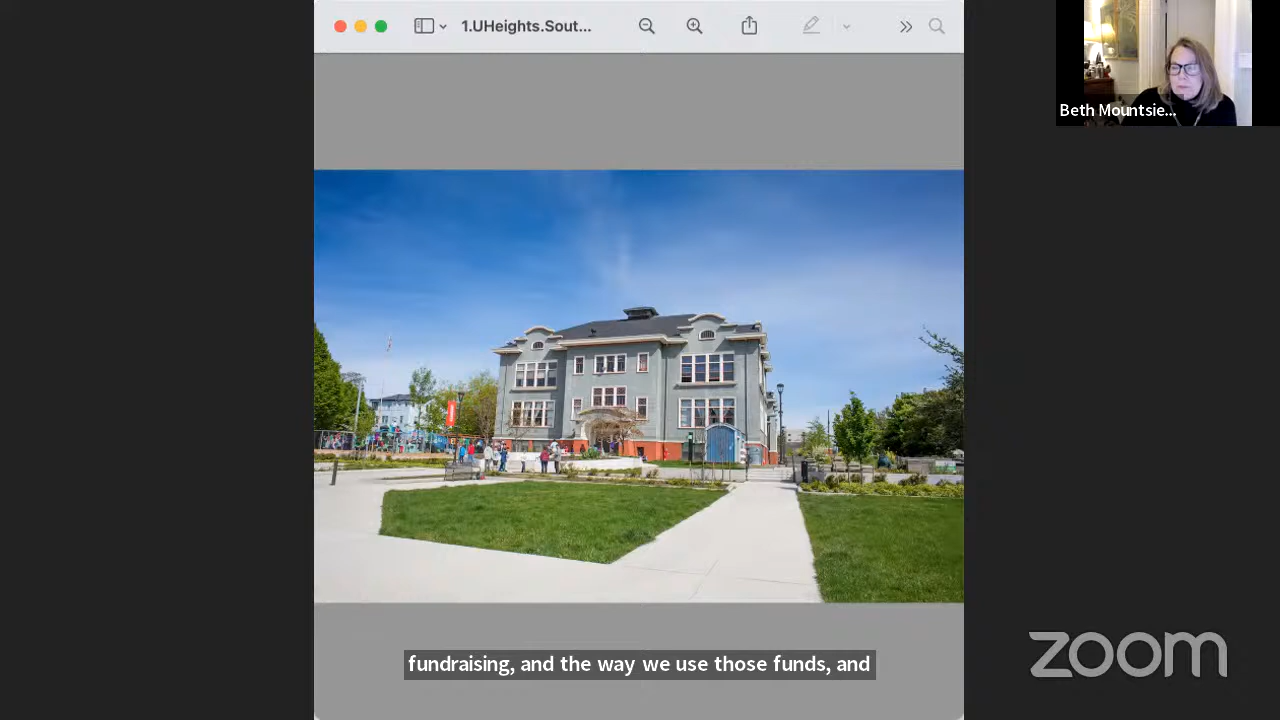 1.UHeights.Sout...
Beth Mountsie...
fundraising, and the way we use those funds, and
zoom